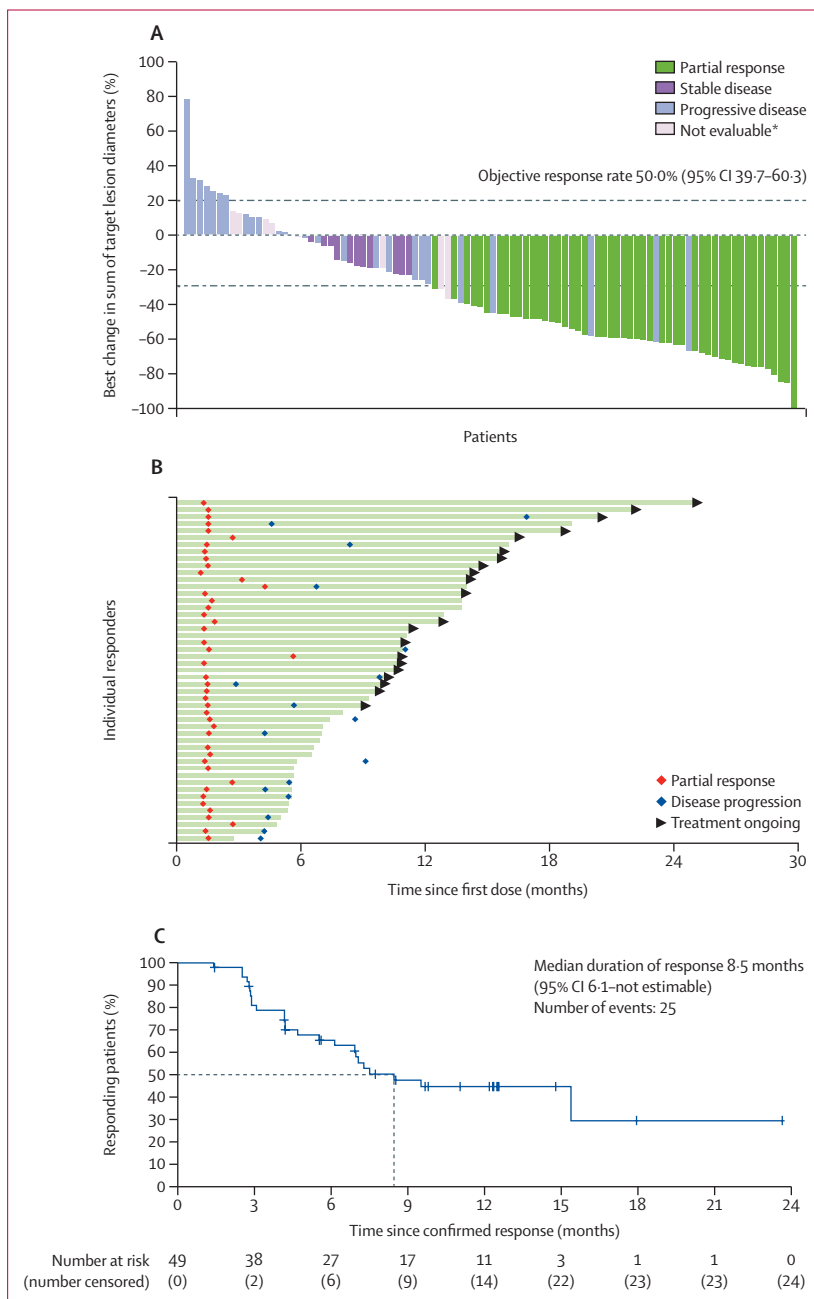 A
Best change in sum of target lesion diameters (%)
100
80
60
40
20
0
–20
–40
–60
–80
–100
Partial response
Stable disease
Progressive disease
Not evaluable*
Objective response rate 50·0% (95% CI 39·7–60·3)
Patients
B
Individual responders
Partial response
Disease progression
Treatment ongoing
0 6 12 18 24 30
Time since first dose (months)
C
Responding patients (%)
100
90
80
70
60
50
40
30
20
10
0
Median duration of response 8·5 months
(95% CI 6·1–not estimable)
Number of events: 25
0 3 6 9 12 15 18 21 24
Time since confirmed response (months)
Number at risk 49 38 27 17 11 3 1 1 0
(number censored) (0) (2) (6) (9) (14) (22) (23) (23) (24)